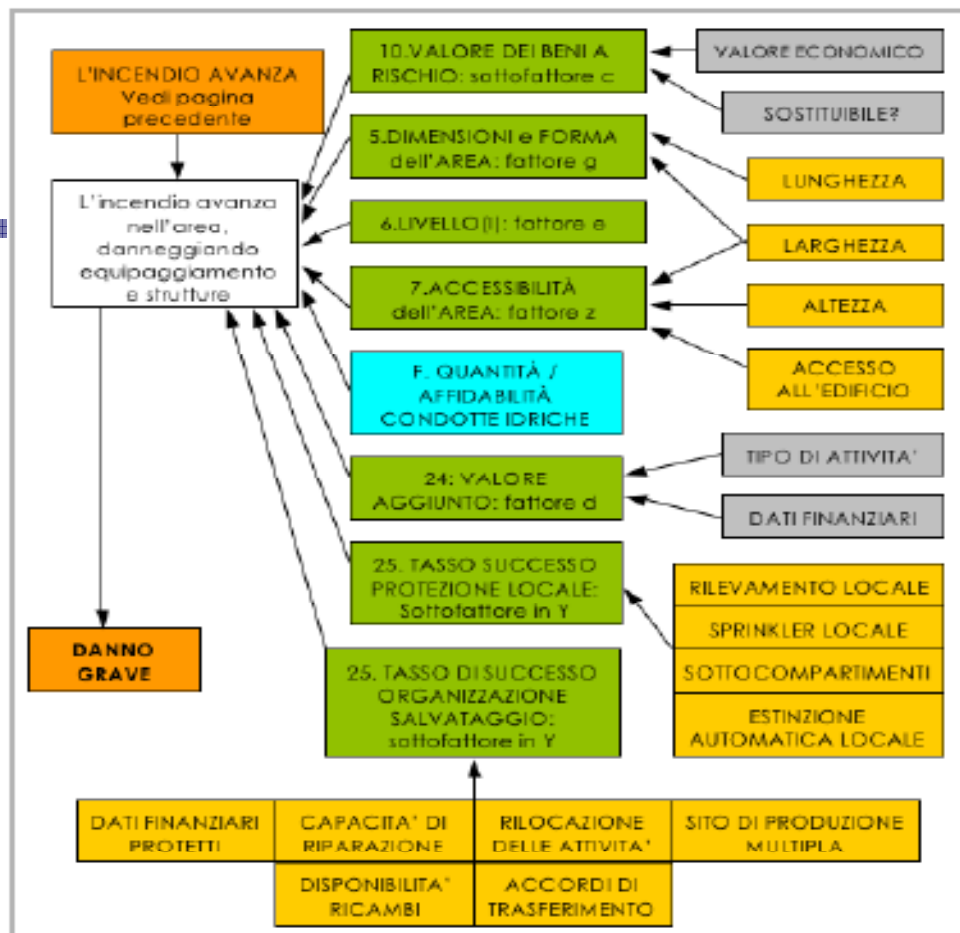 L'INCENDIO AVANZA
Vedi pagina
precedente
L'incendio avanza
nell'area,
danneggiando
equipaggiamento
e strutture
DANNO
GRAVE
10.VALORE DEI BENI A
RISCHIO: sottofattore c
5.DIMENSIONI e FORMA
dell'AREA: fattore g
6.LIVELLO(I): fattore e
7.ACCESSIBILITÀ
dell'AREA: fattore z
F. QUANTITÀ /
AFFIDABILITÀ
CONDOTTE IDRICHE
24: VALORE
AGGIUNTO: fattore d
25. TASSO SUCCESSO
PROTEZIONE LOCALE:
Sottofattore in Y
25. TASSO DI SUCCESSO
ORGANIZZAZIONE
SALVATAGGIO:
sottofattore in Y
VALORE ECONOMICO
SOSTITUIBILE?
LUNGHEZZA
LARGHEZZA
ALTEZZA
ACCESSO
ALL'EDIFICIO
TIPO DI ATTIVITA'
DATI FINANZIARI
RILEVAMENTO LOCALE
SPRINKLER LOCALE
SOTTOCOMPARTIMENTI
ESTINZIONE
AUTOMATICA LOCALE
DATI FINANZIARI
PROTETTI
CAPACITA' DI
RIPARAZIONE
RILOCAZIONE
DELLE ATTIVITA'
SITO DI PRODUZIONE
MULTIPLA
DISPONIBILITA'
RICAMBI
ACCORDI DI
TRASFERIMENTO